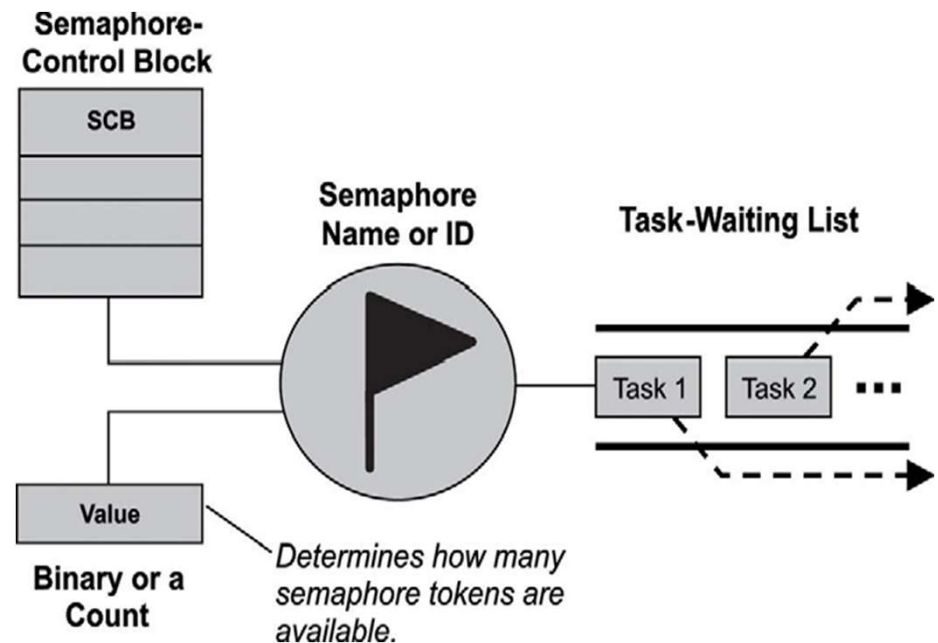 Semaphore-
Control Block
SCB
Semaphore
Name or ID
Task-Waiting List
Task 1
Task 2
...
Value
Binary or a
Count
Determines how many
semaphore tokens are
available.